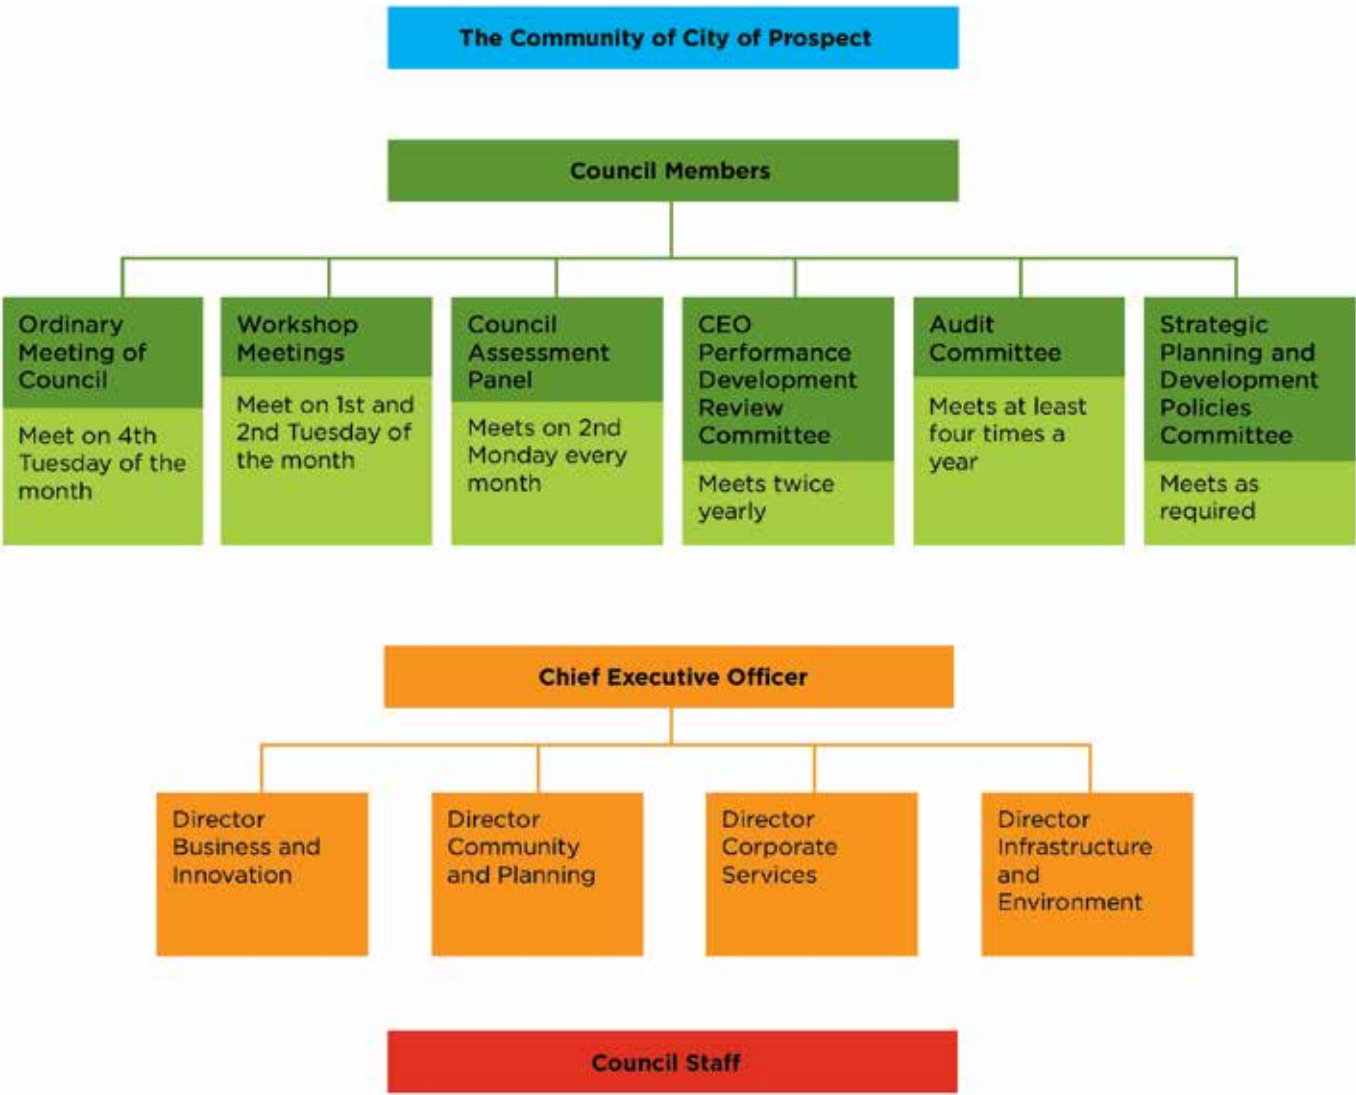 The Community of City of Prospect
Council Members
Ordinary
Meeting of
Council
Meet on 4th
Tuesday of the
month
Workshop
Meetings
Meet on 1st and
2nd Tuesday of
the month
Council
Assessment
Panel
Meets on 2nd
Monday every
month
CEO
Performance
Development
Review
Committee
Meets twice
yearly
Audit
Committee
Meets at least
four times a
year
Strategic
Planning and
Development
Policies
Committee
Meets as
required
Chief Executive Officer
Director
Business and
Innovation
Director
Community
and Planning
Director
Corporate
Services
Director
Infrastructure
and
Environment
Council Staff